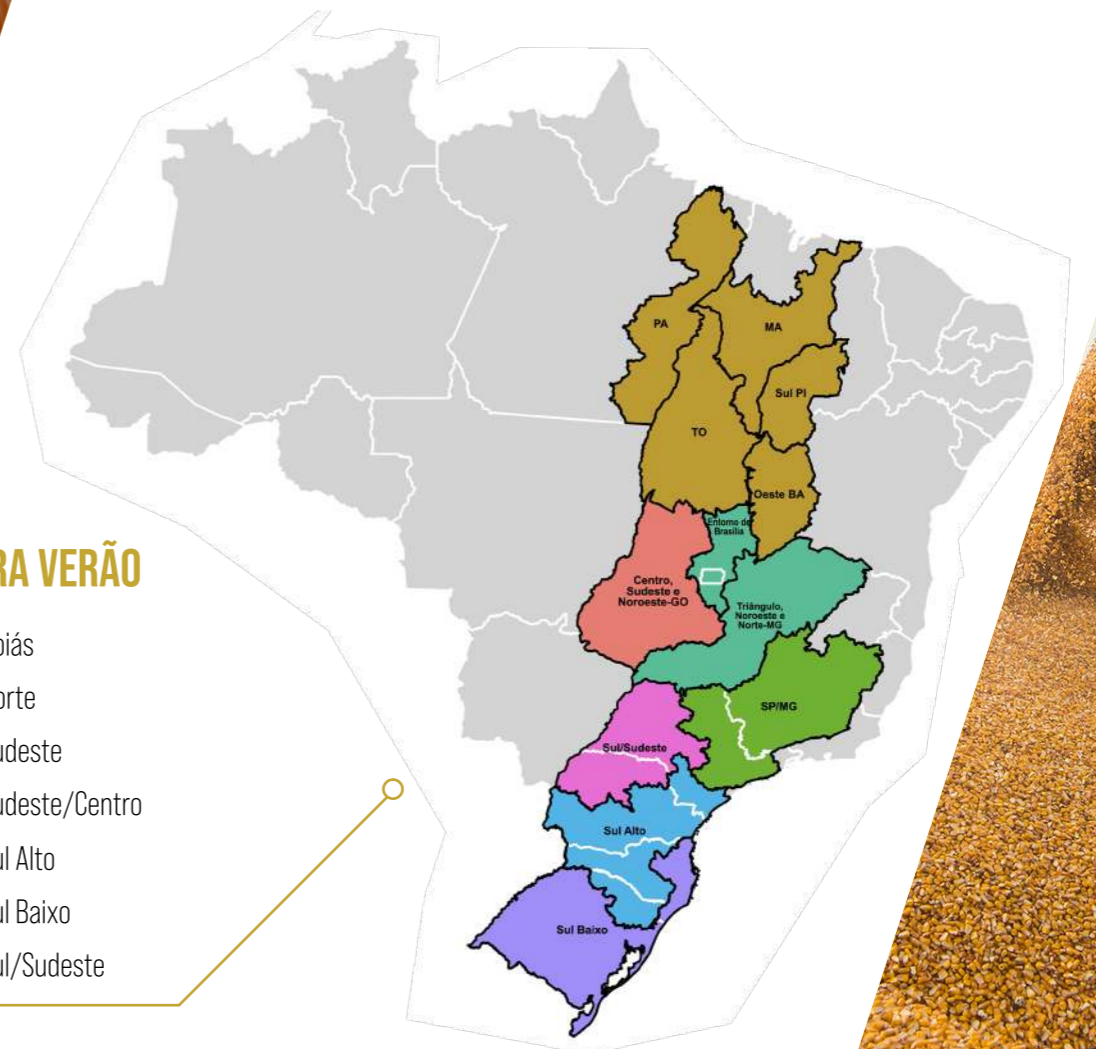 RA VERÃO
oiás
orte
udeste
udeste/Centro
ul Alto
ul Baixo
ul/Sudeste
PA
MA
Sul PI
TO
Oeste BA
Entorno de
Brasília
Centro,
Sudeste e
Noroeste-GO
Triângulo,
Noroeste e
Norte-MG
SP/MG
Sul/Sudeste
Sul Alto
Sul Baixo